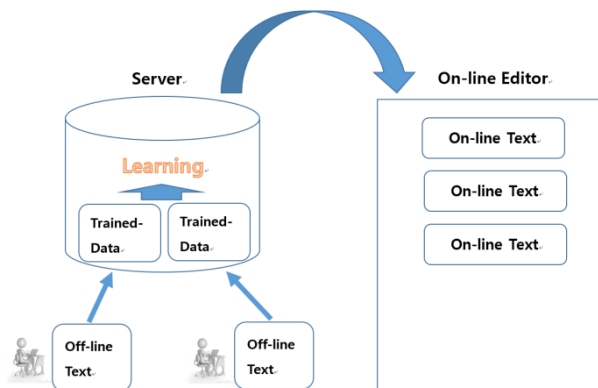 Server
On-line Editor
Learning
Trained-
Data
Trained-
Data
On-line Text
On-line Text
On-line Text
Off-line
Text
Off-line
Text